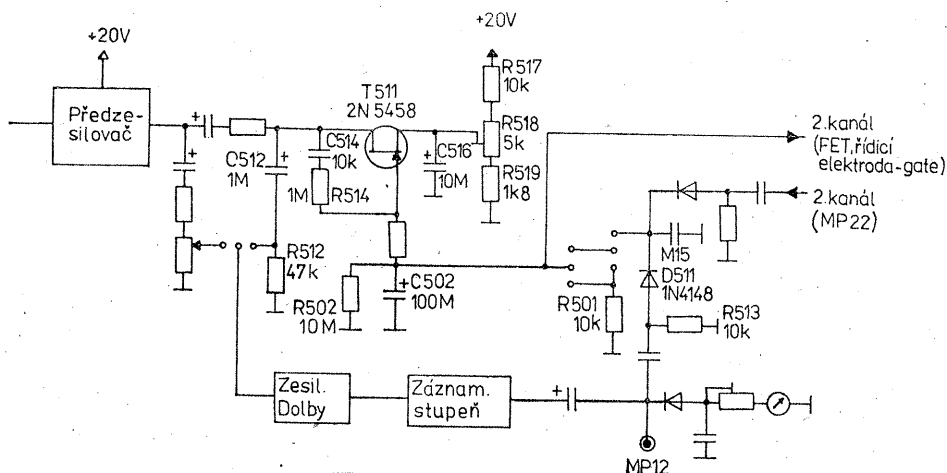 +20V
+20V
Předze-
silovač
T511
2N 5458
R517
10k
R518
5k
R519
1k8
C512
1M
C514
10k
1M
R514
C516
10M
2.kanál
(FET,řídicí
elektroda-gate)
2.kanál
(MP22)
M15
D511
1N4148
R512
47k
R502
10M
C502
100M
R501
10k
R513
10k
Zesil.
Dolby
Záznam.
stupeň
MP12